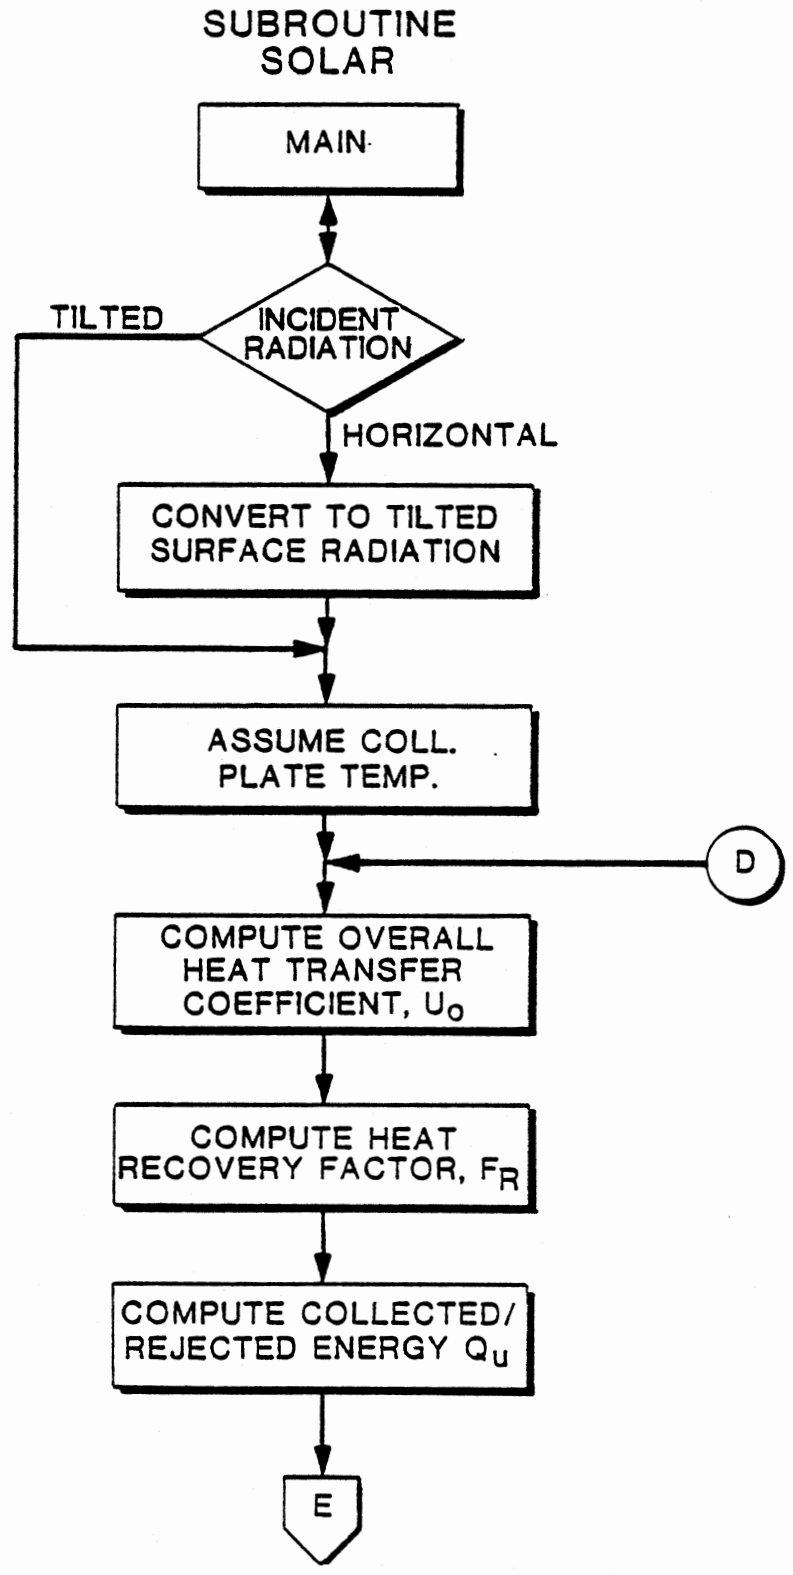 SUBROUTINE
SOLAR
MAIN
TILTED
INCIDENT
RADIATION
HORIZONTAL
CONVERT TO TILTED
SURFACE RADIATION
ASSUME COLL.
PLATE TEMP.
D
COMPUTE OVERALL
HEAT TRANSFER
COEFFICIENT, Uo
COMPUTE HEAT
RECOVERY FACTOR, FR
COMPUTE COLLECTED/
REJECTED ENERGY Qu
E